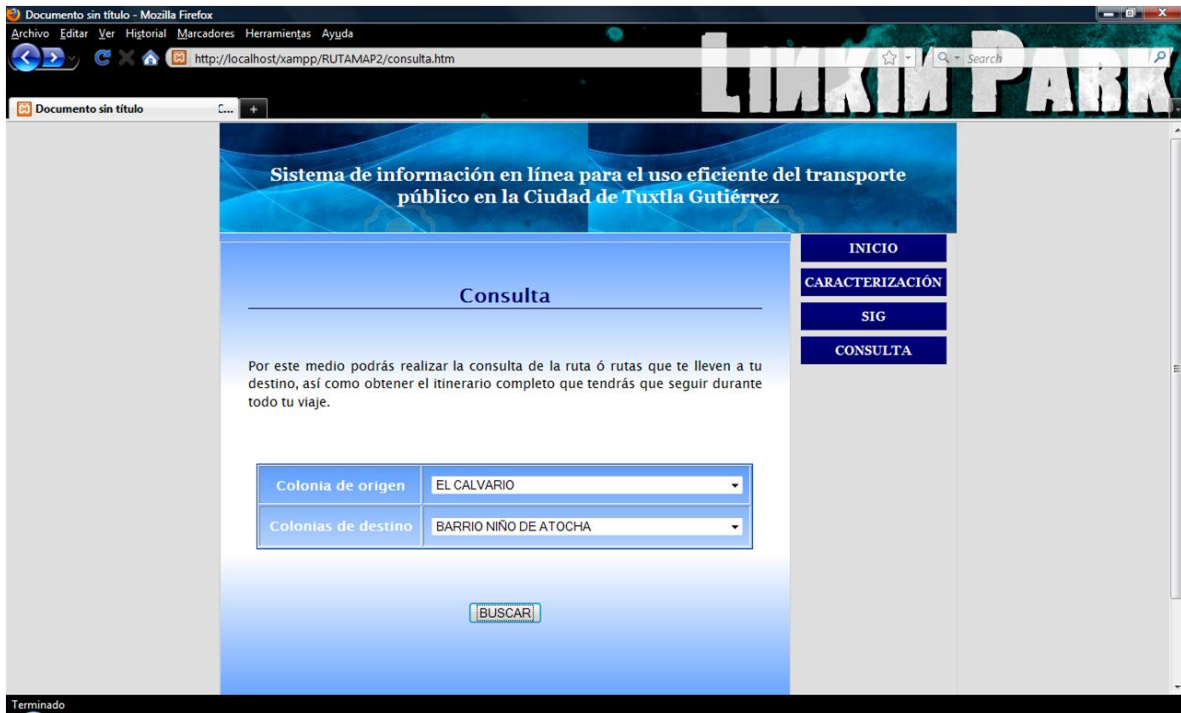 Documento sin título - Mozilla Firefox
Archivo Editar Ver Historial Marcadores Herramientas Ayuda
http://localhost/xampp/RUTAMAP2/consulta.htm
Search
LINKIN PARK
Documento sin título
Sistema de información en línea para el uso eficiente del transporte
público en la Ciudad de Tuxtla Gutiérrez
INICIO
CARACTERIZACIÓN
SIG
CONSULTA
Consulta
Por este medio podrás realizar la consulta de la ruta ó rutas que te lleven a tu
destino, así como obtener el itinerario completo que tendrás que seguir durante
todo tu viaje.
Colonia de origen EL CALVARIO
Colonias de destino BARRIO NIÑO DE ATOCHA
BUSCAR
Terminado